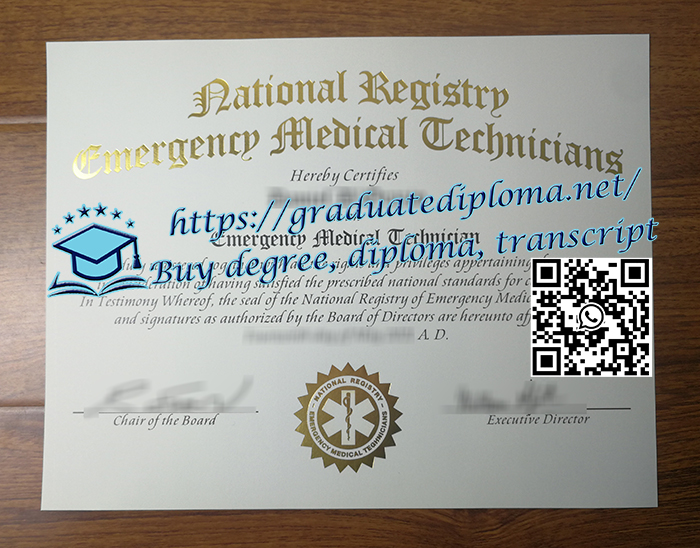 National Registry
Emergency Medical Technicians
Hereby Certifies
https://graduatediploma.net/
Emergency Medical Technician
Buy degree, diploma, transcript
privileges appertaining
having satisfied the prescribed national standards for
In Testimony Whereof, the seal of the National Registry of Emergency
and signatures as authorized by the Board of Directors are hereunto
A. D.
Chair of the Board
Executive Director
NATIONAL REGISTRY
EMERGENCY MEDICAL TECHNICIANS